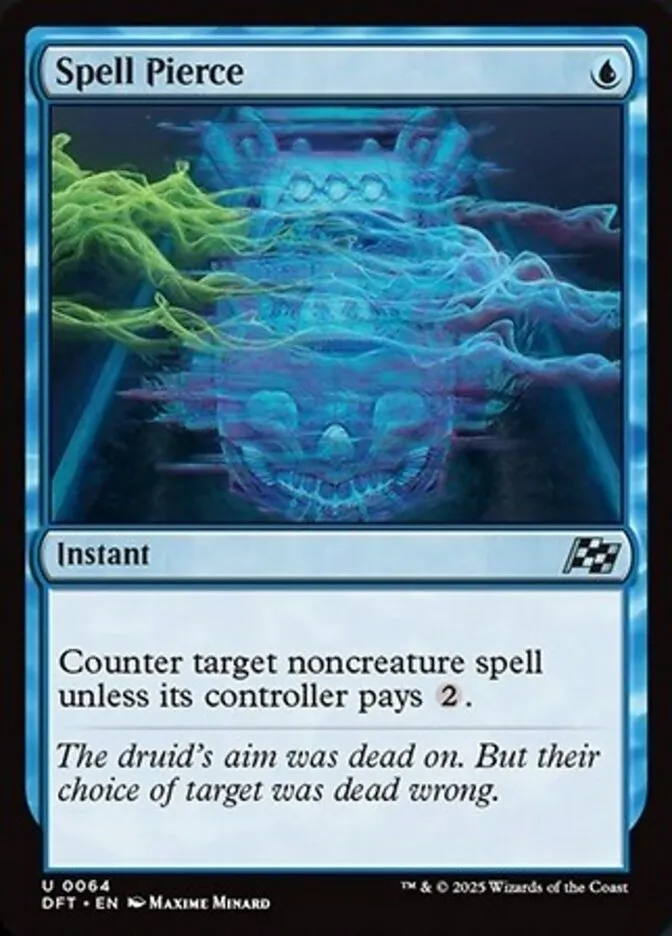 Spell Pierce
Instant
Counter target noncreature spell
unless its controller pays 2.
The druid's aim was dead on. But their
choice of target was dead wrong.
U 0064
DFT • EN Maxime Minard
™ & © 2025 Wizards of the Coast